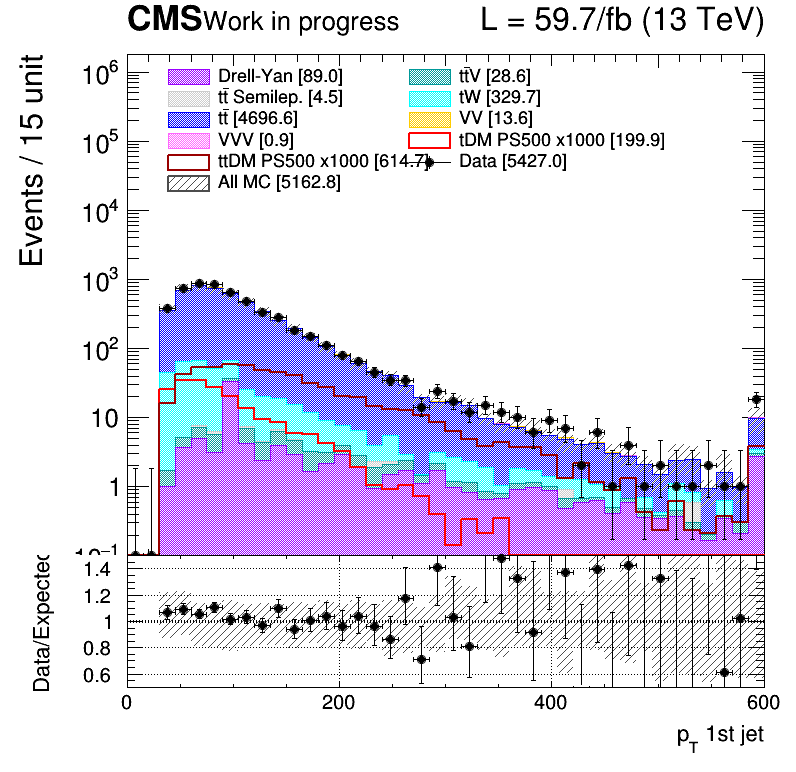 CMS Work in progress L = 59.7/fb (13 TeV)
Events / 15 unit
10⁶
10⁵
10⁴
10³
10²
10
1
10⁻¹
Drell-Yan [89.0]
tt̄V [28.6]
tt̄ Semilep. [4.5]
tW [329.7]
tt̄ [4696.6]
VV [13.6]
VVV [0.9]
tDM PS500 x1000 [199.9]
ttDM PS500 x1000 [614.7]
Data [5427.0]
All MC [5162.8]
Data/Expected
1.4
1.2
1
0.8
0.6
0 200 400 600
p_T 1st jet